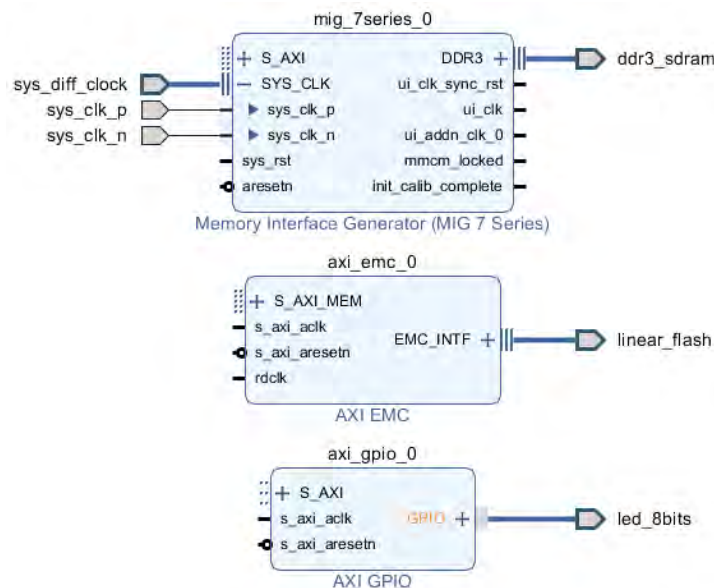 mig_7series_0
S_AXI DDR3 ddr3_sdram
sys_diff_clock SYS_CLK ui_clk_sync_rst
sys_clk_p sys_clk_p ui_clk
sys_clk_n sys_clk_n ui_addn_clk_0
sys_rst mmcm_locked
aresetn init_calib_complete
Memory Interface Generator (MIG 7 Series)
axi_emc_0
S_AXI_MEM
s_axi_aclk
EMC_INTF linear_flash
s_axi_aresetn
rdclk
AXI EMC
axi_gpio_0
S_AXI
s_axi_aclk GPIO led_8bits
s_axi_aresetn
AXI GPIO